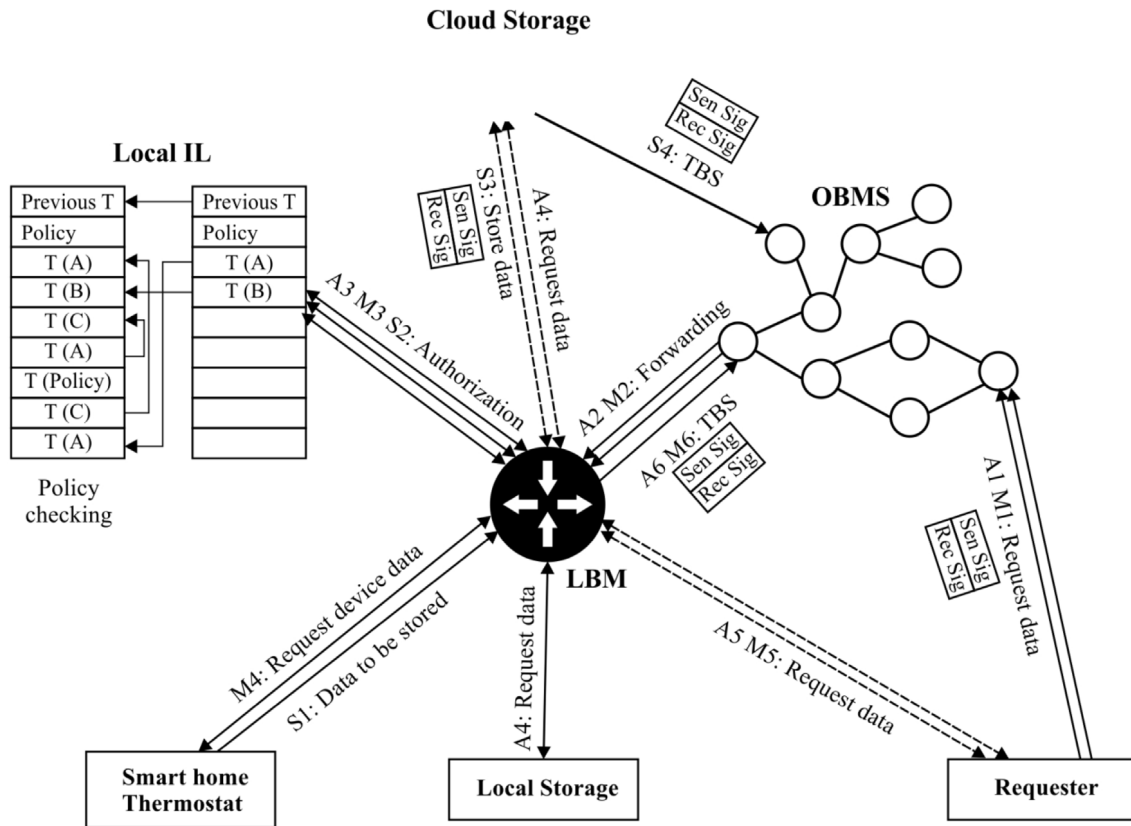 Cloud Storage
Sen Sig
Rec Sig
S4: TBS
Local IL
OBMS
Previous T
Policy
T (A)
T (B)
T (C)
T (A)
T (Policy)
T (C)
T (A)
Previous T
Policy
T (A)
T (B)
Policy
checking
A3 M3 S2: Authorization
Sen Sig
Rec Sig
S3: Store data
A4: Request data
A2 M2: Forwarding
A6 M6: TBS
Sen Sig
Rec Sig
Sen Sig
Rec Sig
A1 M1: Request data
LBM
M4: Request device data
S1: Data to be stored
A4: Request data
A5 M5: Request data
Smart home
Thermostat
Local Storage
Requester